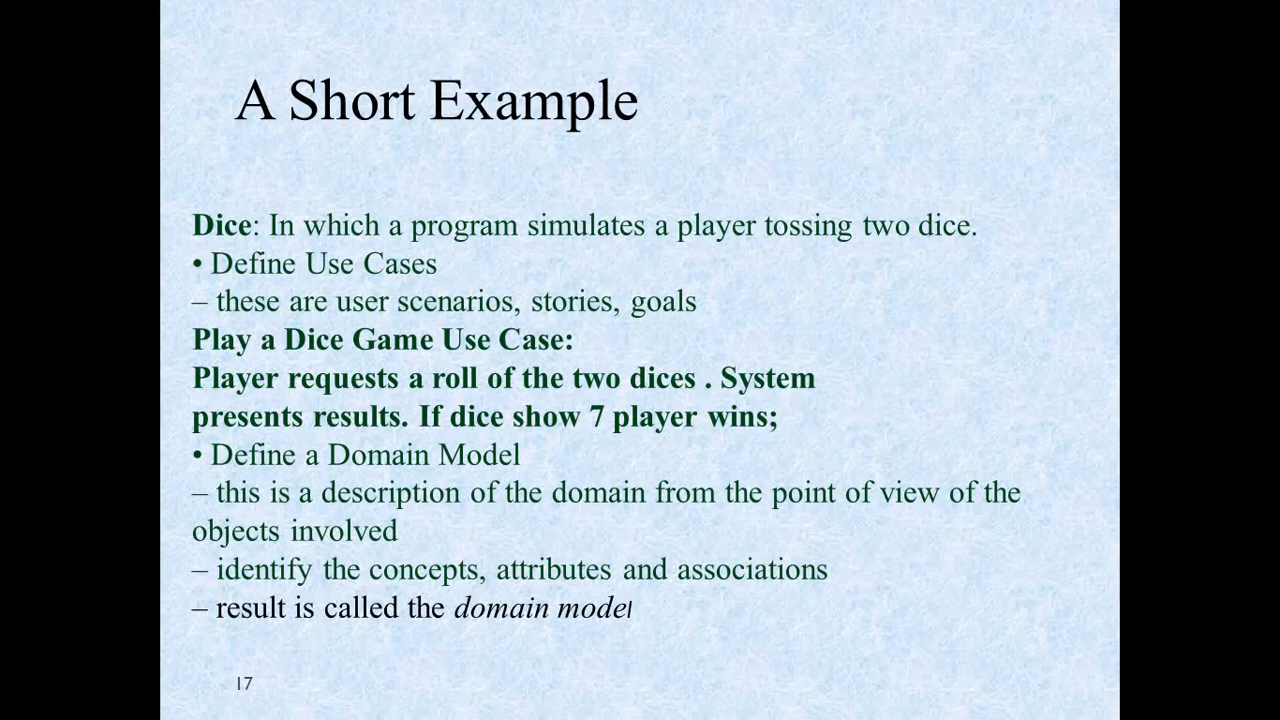 A Short Example
Dice: In which a program simulates a player tossing two dice.
• Define Use Cases
– these are user scenarios, stories, goals
Play a Dice Game Use Case:
Player requests a roll of the two dices . System
presents results. If dice show 7 player wins;
• Define a Domain Model
– this is a description of the domain from the point of view of the
objects involved
– identify the concepts, attributes and associations
– result is called the domain model
17